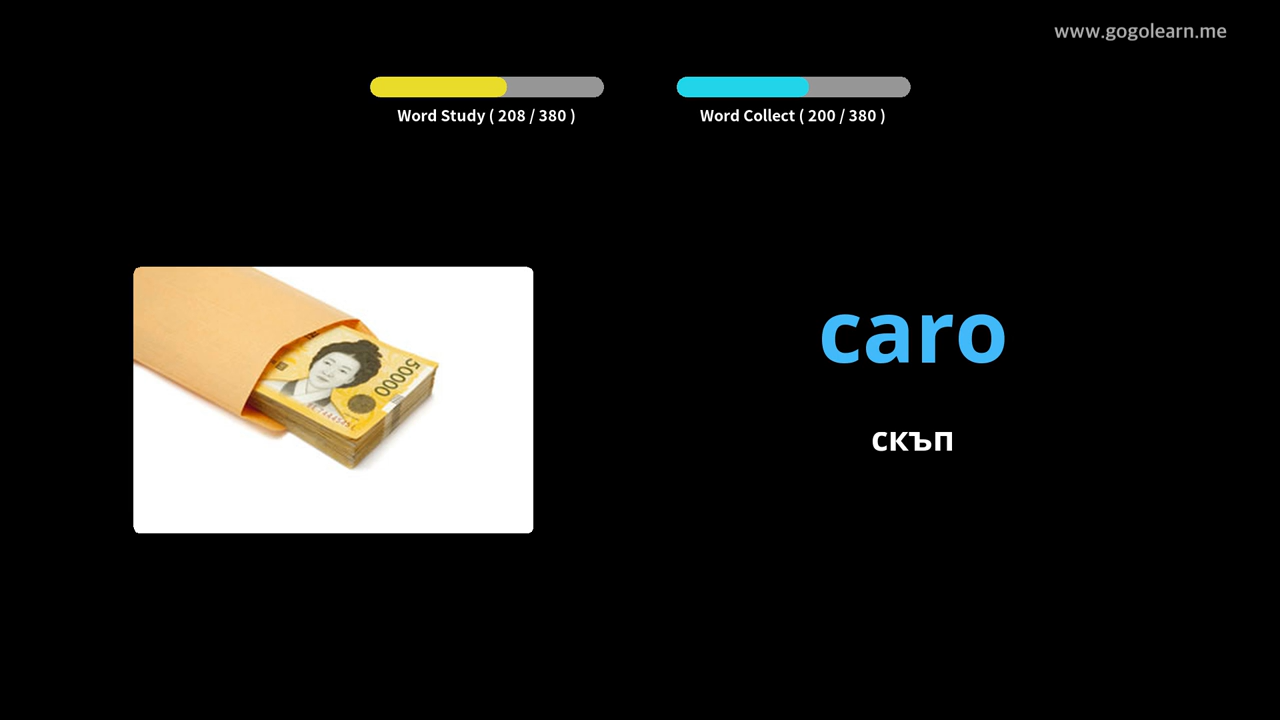 www.gogolearn.me
Word Study ( 208 / 380 )
Word Collect ( 200 / 380 )
50000
caro
скъп